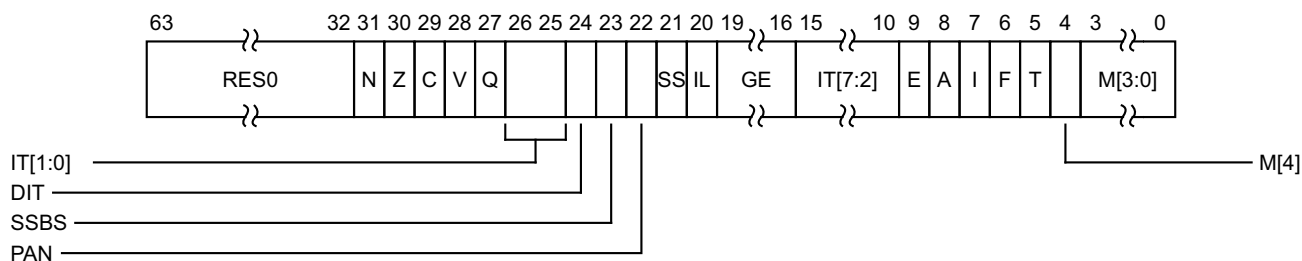 63 32 31 30 29 28 27 26 25 24 23 22 21 20 19 16 15 10 9 8 7 6 5 4 3 0
RES0 N Z C V Q SS IL GE IT[7:2] E A I F T M[3:0]
IT[1:0] M[4]
DIT
SSBS
PAN